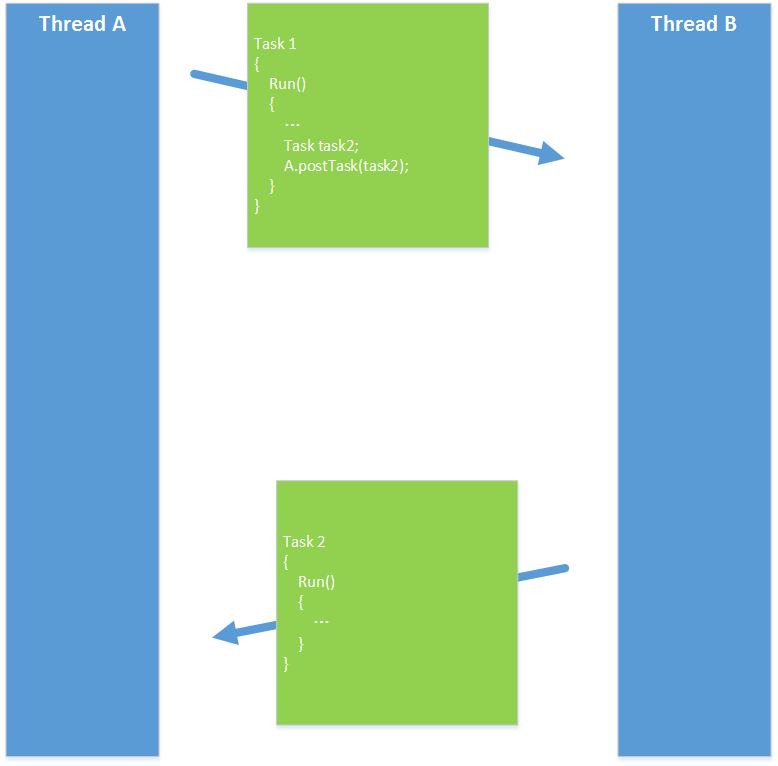 Thread A
Thread B
Task 1
{
Run()
{
---
Task task2;
A.postTask(task2);
}
}
Task 2
{
Run()
{
---
}
}